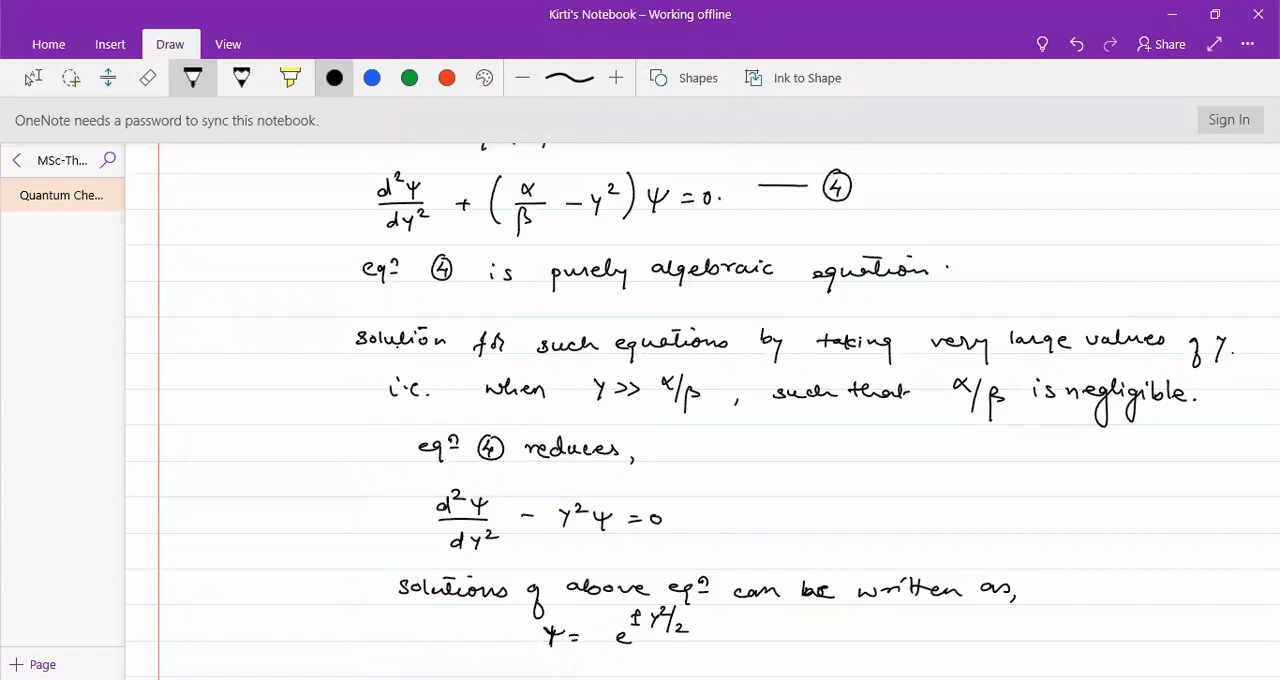 Kirti's Notebook – Working offline
Home Insert Draw View
Share
Shapes Ink to Shape
OneNote needs a password to sync this notebook. Sign In
MSc-Th...
Quantum Che...
d²ψ/dy² + (α/β - y²) ψ = 0. — ④
eqn ④ is purely algebraic equation.
Solution for such equations by taking very large values of y.
i.e. when y >> α/β , such that α/β is negligible.
eqn ④ reduces,
d²ψ/dy² - y²ψ = 0
Solutions of above eqn can be written as,
ψ = e^(± y²/2)
+ Page